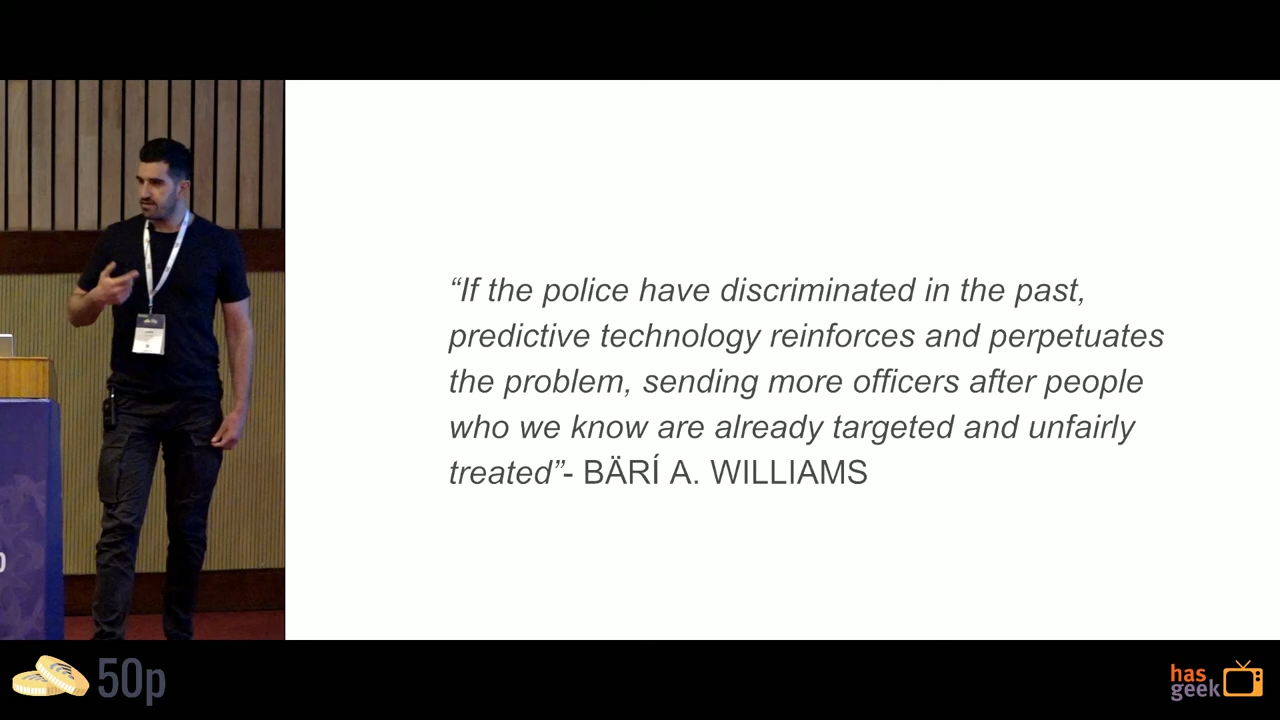 “If the police have discriminated in the past,
predictive technology reinforces and perpetuates
the problem, sending more officers after people
who we know are already targeted and unfairly
treated”- BÄRÍ A. WILLIAMS
50p
has
geek